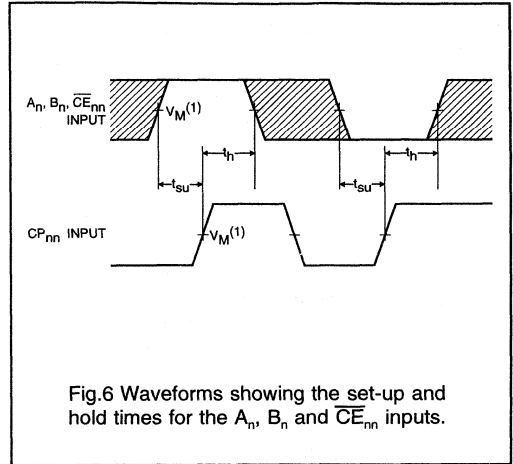 Aₙ, Bₙ, C̅E̅ₙₙ
INPUT
V_M(1)
t_h
t_h
t_su
t_su
CPₙₙ INPUT
V_M(1)
Fig.6 Waveforms showing the set-up and
hold times for the Aₙ, Bₙ and C̅E̅ₙₙ inputs.